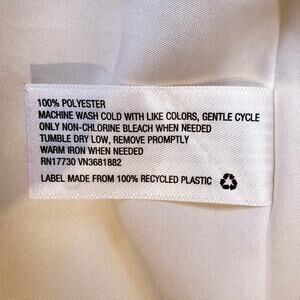 100% POLYESTER
MACHINE WASH COLD WITH LIKE COLORS, GENTLE CYCLE
ONLY NON-CHLORINE BLEACH WHEN NEEDED
TUMBLE DRY LOW, REMOVE PROMPTLY
WARM IRON WHEN NEEDED
RN17730 VN3681882
LABEL MADE FROM 100% RECYCLED PLASTIC